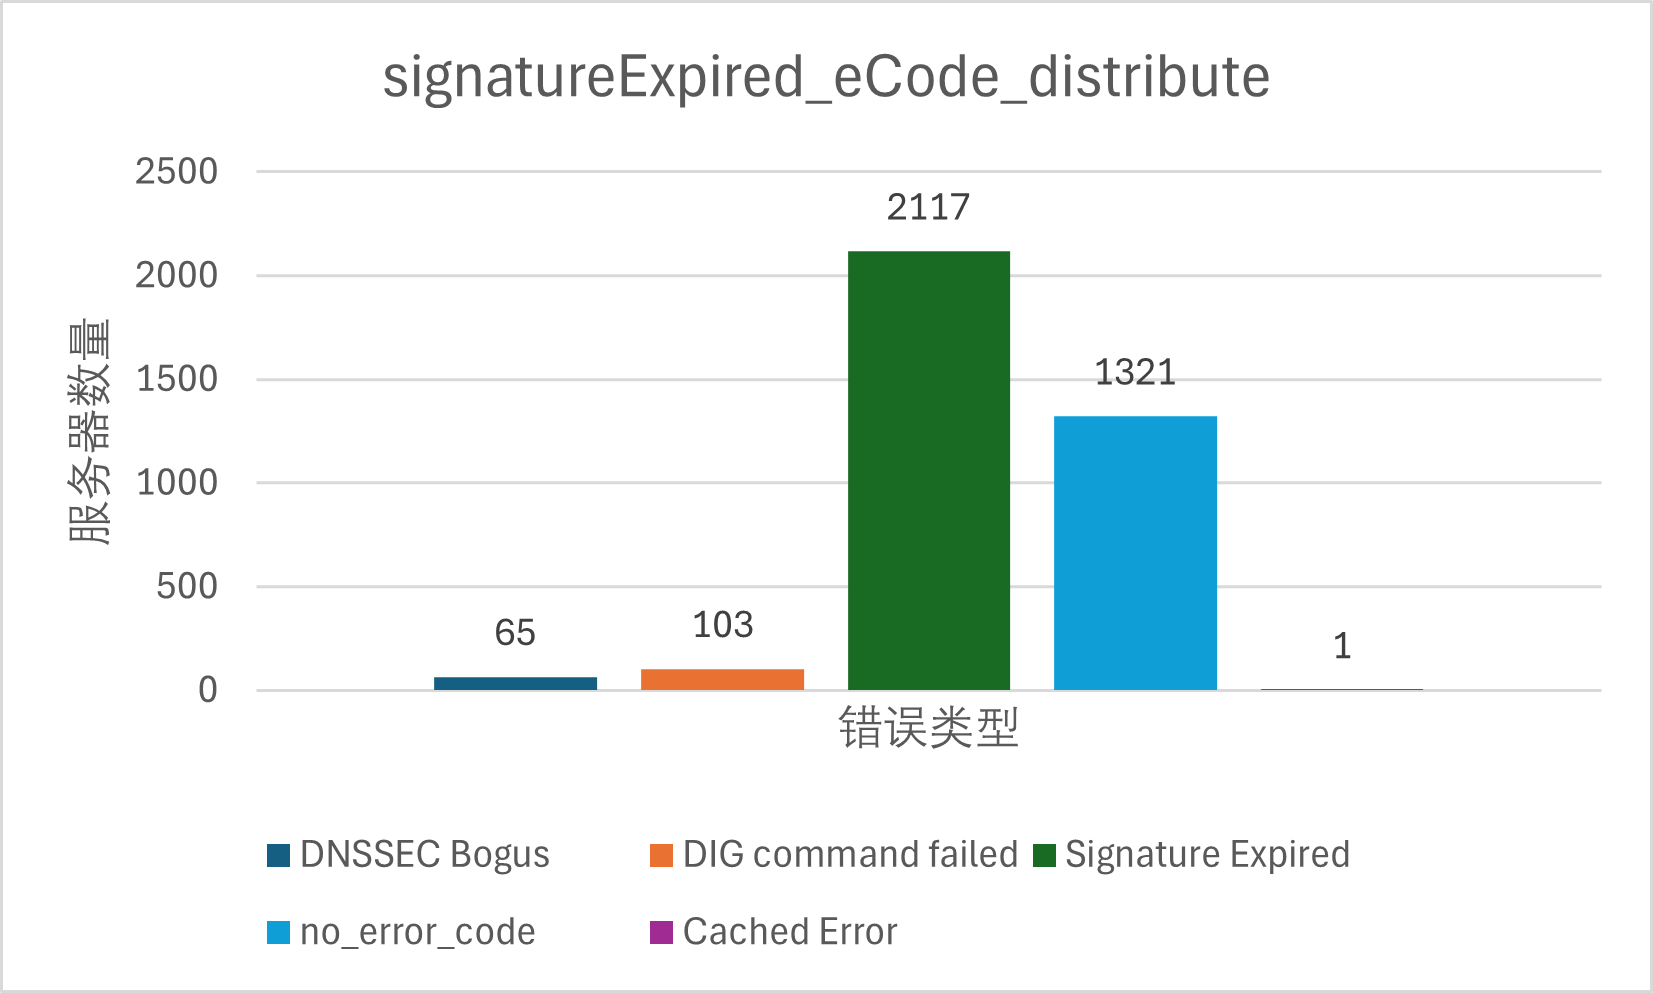 signatureExpired_eCode_distribute
2500
2000
1500
1000
500
0
服务器数量
2117
1321
65
103
1
错误类型
DNSSEC Bogus
DIG command failed
Signature Expired
no_error_code
Cached Error